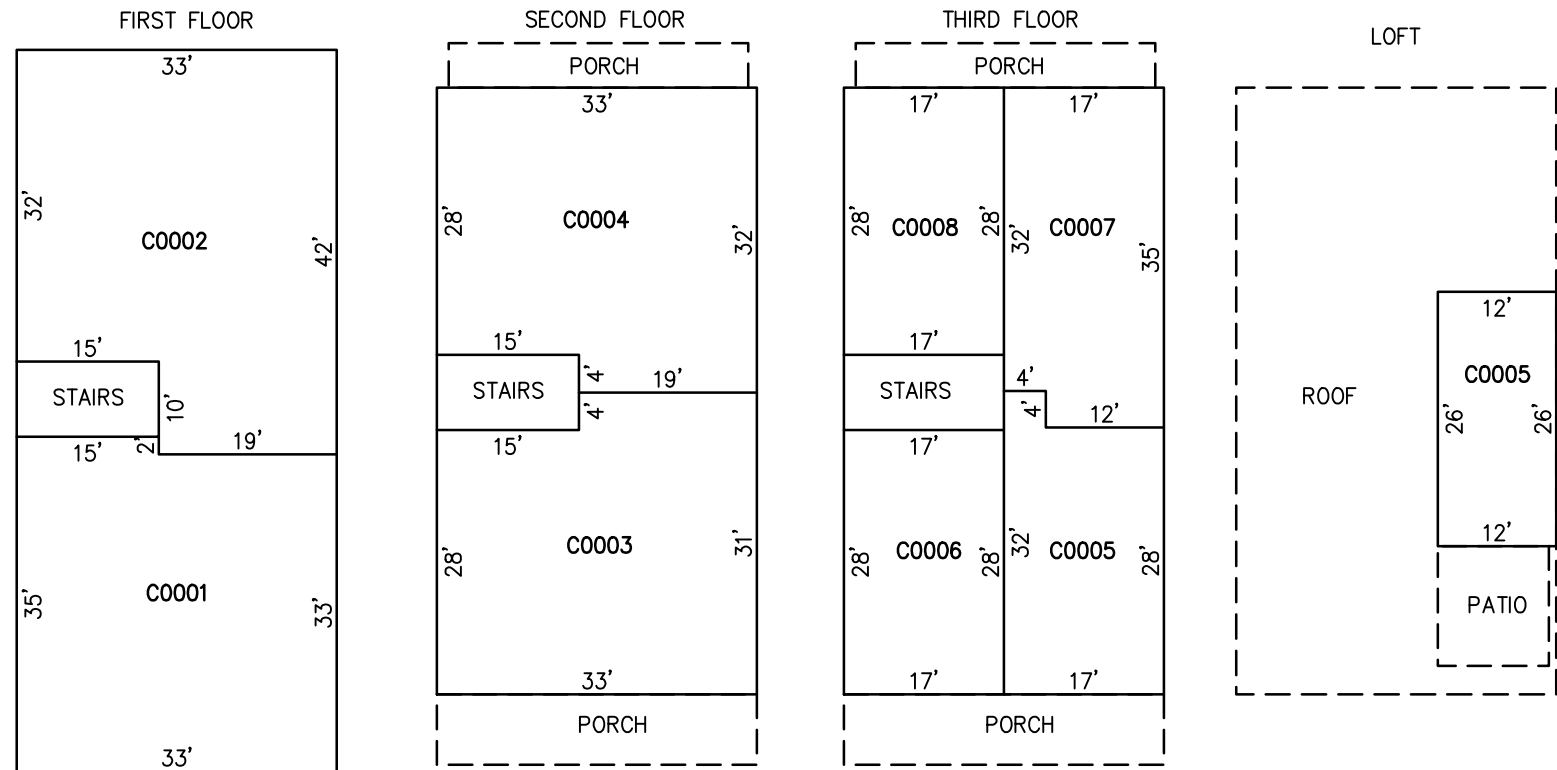 FIRST FLOOR
33'
32'
C0002
42'
15'
STAIRS
10'
15'
2'
19'
C0001
35'
33'
33'
SECOND FLOOR
PORCH
33'
28'
C0004
32'
15'
STAIRS
4'
19'
4'
15'
C0003
28'
31'
33'
PORCH
THIRD FLOOR
PORCH
17'
17'
28'
C0008
28'
32'
C0007
35'
17'
STAIRS
4'
4'
12'
17'
28'
C0006
28'
32'
C0005
28'
17'
17'
PORCH
LOFT
12'
C0005
ROOF
26'
26'
12'
PATIO